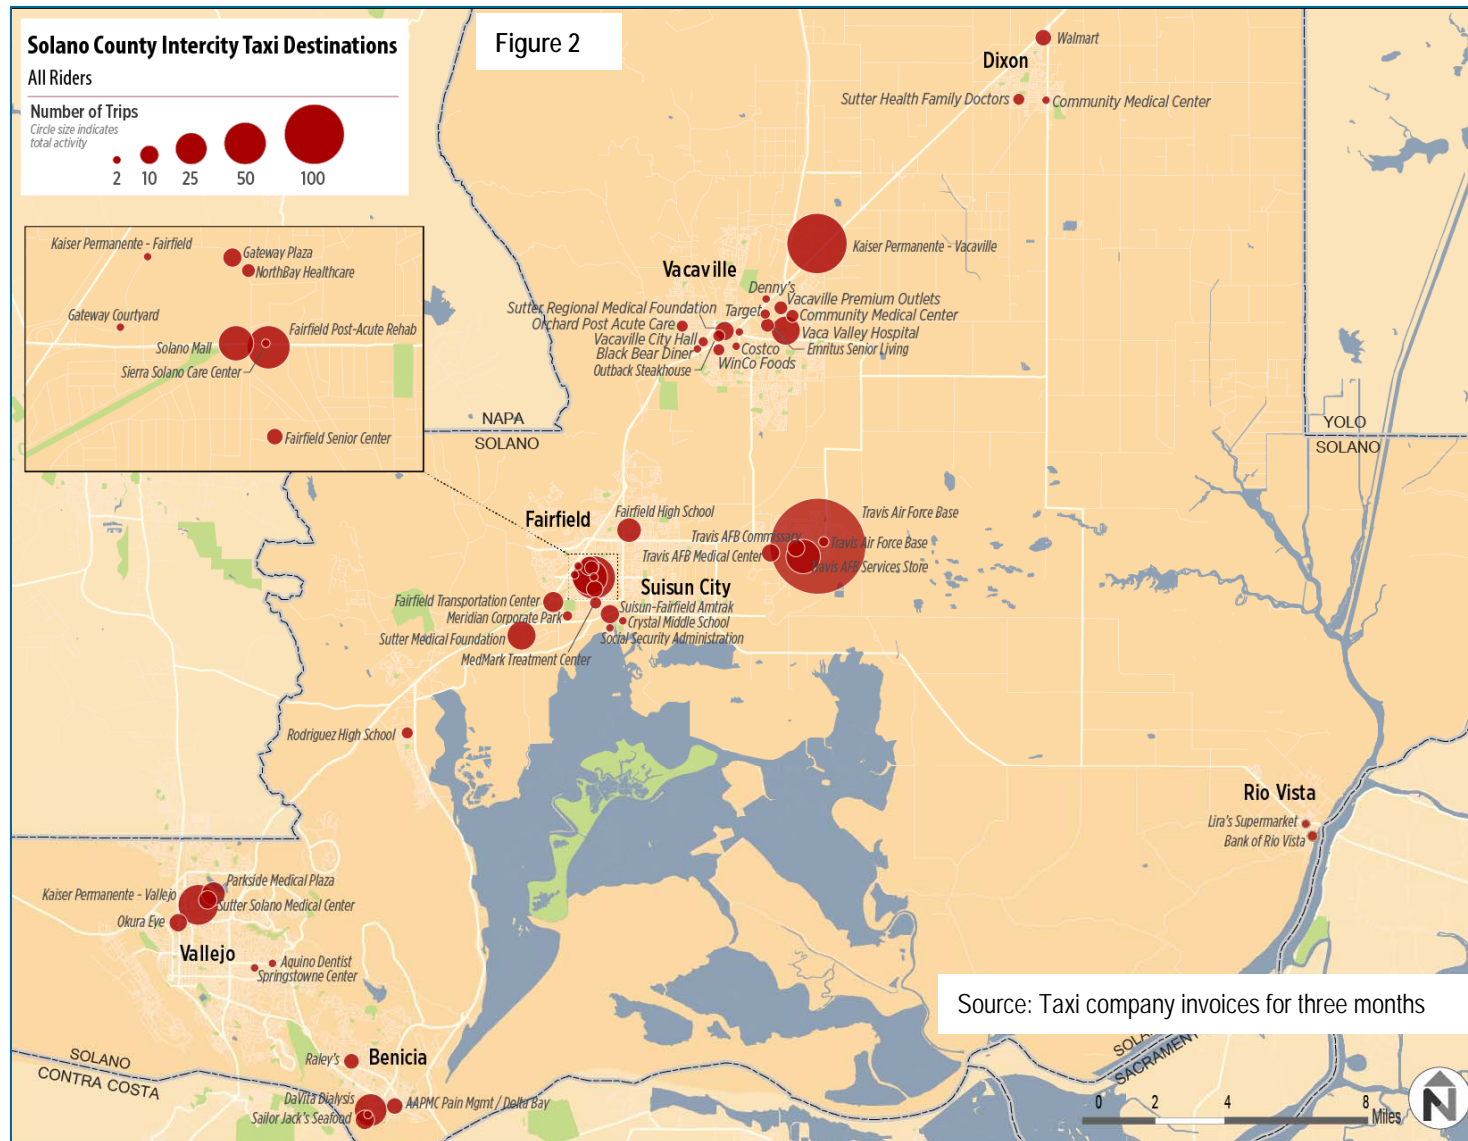 Solano County Intercity Taxi Destinations
All Riders
Number of Trips
Circle size indicates
total activity
2 10 25 50 100
Figure 2
Walmart
Dixon
Sutter Health Family Doctors
Community Medical Center
Kaiser Permanente - Fairfield
Gateway Plaza
NorthBay Healthcare
Gateway Courtyard
Fairfield Post-Acute Rehab
Solano Mall
Sierra Solano Care Center
Fairfield Senior Center
Kaiser Permanente - Vacaville
Vacaville
Denny's
Vacaville Premium Outlets
Sutter Regional Medical Foundation
Target
Community Medical Center
Orchard Post Acute Care
Vaca Valley Hospital
Vacaville City Hall
Emritus Senior Living
Black Bear Diner
Costco
Outback Steakhouse
WinCo Foods
NAPA
SOLANO
YOLO
SOLANO
Fairfield
Fairfield High School
Travis Air Force Base
Travis AFB Commissary
Travis Air Force Base
Travis AFB Medical Center
Travis AFB Services Store
Suisun City
Fairfield Transportation Center
Suisun-Fairfield Amtrak
Meridian Corporate Park
Crystal Middle School
Sutter Medical Foundation
Social Security Administration
MedMark Treatment Center
Rodriguez High School
Rio Vista
Lira's Supermarket
Bank of Rio Vista
Parkside Medical Plaza
Kaiser Permanente - Vallejo
Sutter Solano Medical Center
Okura Eye
Vallejo
Aquino Dentist
Springstowne Center
Source: Taxi company invoices for three months
SOLANO
CONTRA COSTA
Raley's
Benicia
DaVita Dialysis
AAPMC Pain Mgmt / Delta Bay
Sailor Jack's Seafood
0 2 4 8 Miles
N